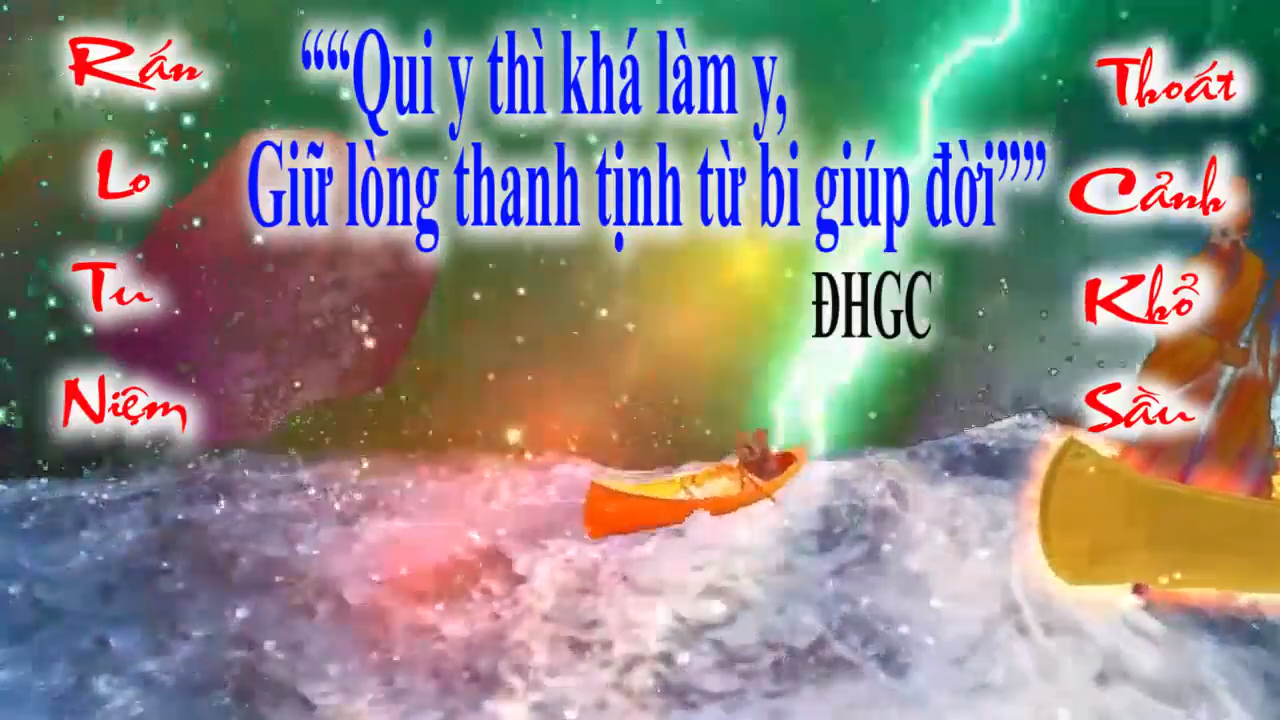 Rấn
Lo
Tu
Niệm
““Qui y thì khá làm y,
Giữ lòng thanh tịnh từ bi giúp đời””
ĐHGC
Thoát
Cảnh
Khổ
Sầu